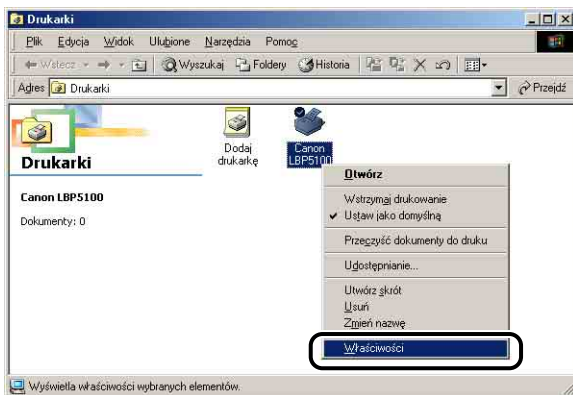 Drukarki
Plik Edycja Widok Ulubione Narzędzia Pomoc
Wstecz Wyszukaj Foldery Historia
Adres Drukarki Przejdź
Drukarki
Canon LBP5100
Dokumenty: 0
Dodaj drukarkę
Canon LBP5100
Otwórz
Wstrzymaj drukowanie
Ustaw jako domyślną
Przeczyść dokumenty do druku
Udostępnianie...
Utwórz skrót
Usuń
Zmień nazwę
Właściwości
Wyświetla właściwości wybranych elementów.